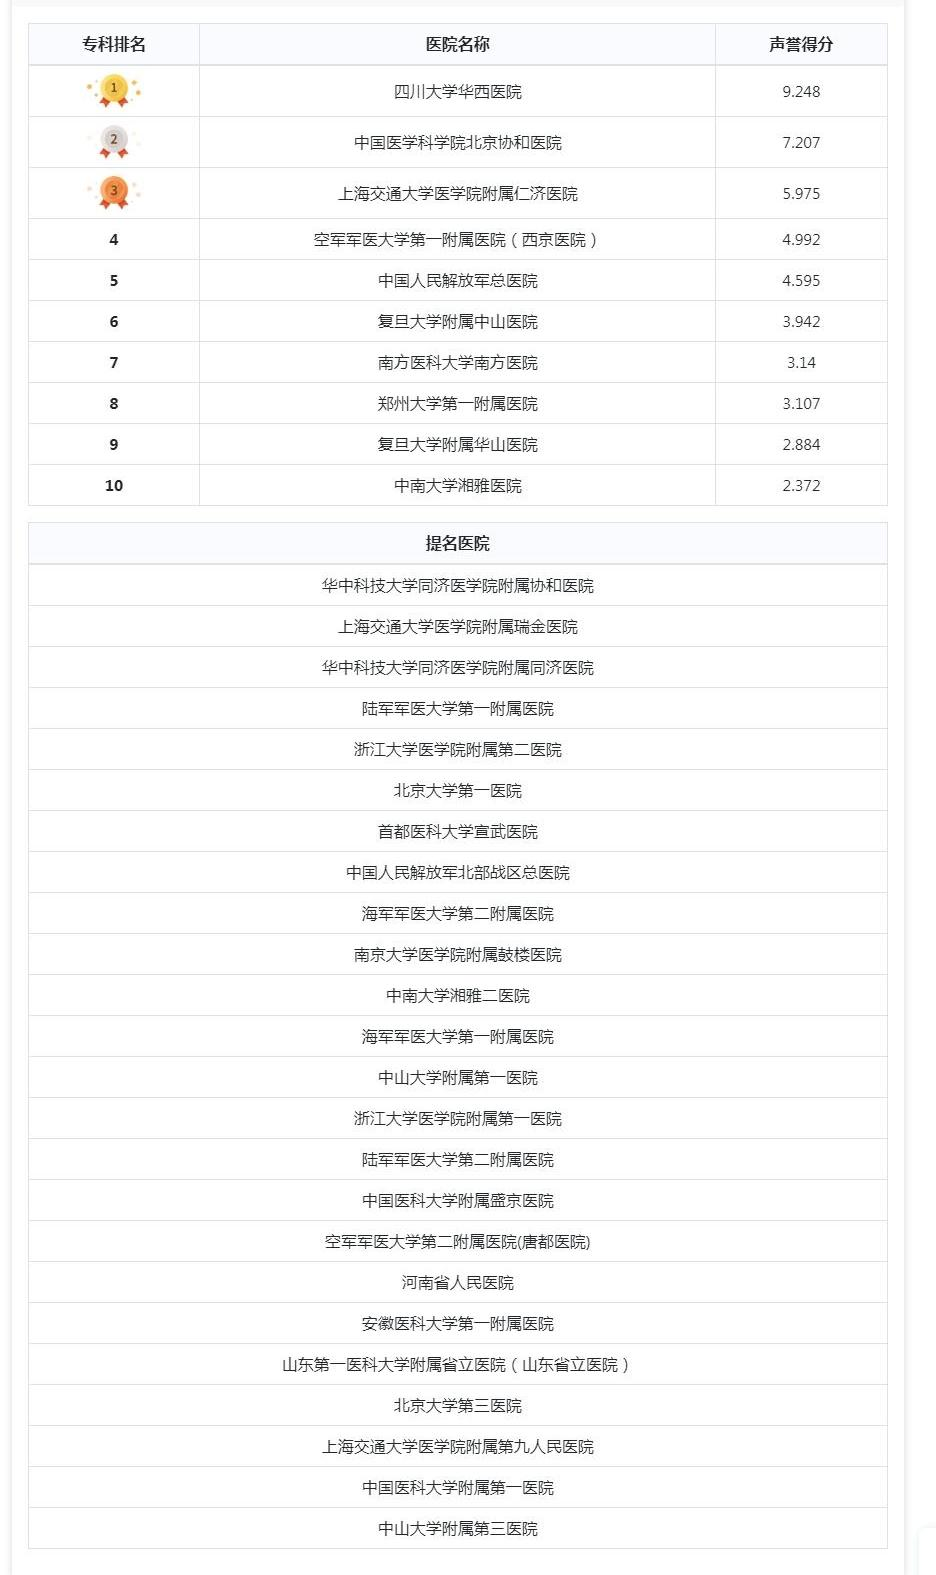 专科排名 医院名称 声誉得分
1 四川大学华西医院 9.248
2 中国医学科学院北京协和医院 7.207
3 上海交通大学医学院附属仁济医院 5.975
4 空军军医大学第一附属医院（西京医院） 4.992
5 中国人民解放军总医院 4.595
6 复旦大学附属中山医院 3.942
7 南方医科大学南方医院 3.14
8 郑州大学第一附属医院 3.107
9 复旦大学附属华山医院 2.884
10 中南大学湘雅医院 2.372
提名医院
华中科技大学同济医学院附属协和医院
上海交通大学医学院附属瑞金医院
华中科技大学同济医学院附属同济医院
陆军军医大学第一附属医院
浙江大学医学院附属第二医院
北京大学第一医院
首都医科大学宣武医院
中国人民解放军北部战区总医院
海军军医大学第二附属医院
南京大学医学院附属鼓楼医院
中南大学湘雅二医院
海军军医大学第一附属医院
中山大学附属第一医院
浙江大学医学院附属第一医院
陆军军医大学第二附属医院
中国医科大学附属盛京医院
空军军医大学第二附属医院(唐都医院)
河南省人民医院
安徽医科大学第一附属医院
山东第一医科大学附属省立医院（山东省立医院）
北京大学第三医院
上海交通大学医学院附属第九人民医院
中国医科大学附属第一医院
中山大学附属第三医院